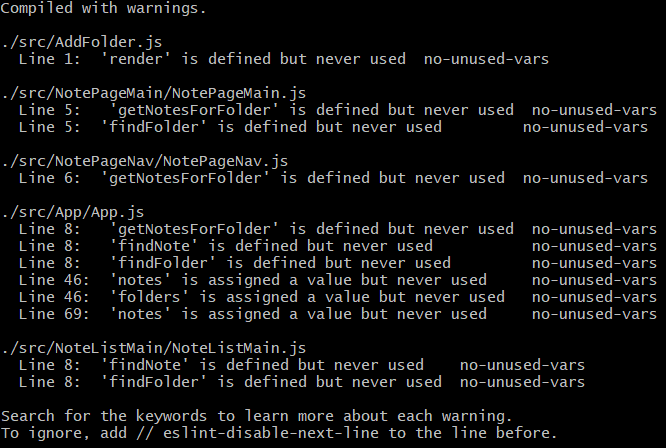 Compiled with warnings.
./src/AddFolder.js
Line 1:  'render' is defined but never used  no-unused-vars
./src/NotePageMain/NotePageMain.js
Line 5:   'getNotesForFolder' is defined but never used  no-unused-vars
Line 5:  'findFolder' is defined but never used         no-unused-vars
./src/NotePageNav/NotePageNav.js
Line 6:  'getNotesForFolder' is defined but never used  no-unused-vars
./src/App/App.js
Line 8:   'getNotesForFolder' is defined but never used  no-unused-vars
Line 8:   'findNote' is defined but never used           no-unused-vars
Line 8:   'findFolder' is defined but never used         no-unused-vars
Line 46:  'notes' is assigned a value but never used     no-unused-vars
Line 46:  'folders' is assigned a value but never used   no-unused-vars
Line 69:  'notes' is assigned a value but never used     no-unused-vars
./src/NoteListMain/NoteListMain.js
Line 8:  'findNote' is defined but never used    no-unused-vars
Line 8:  'findFolder' is defined but never used  no-unused-vars
Search for the keywords to learn more about each warning.
To ignore, add // eslint-disable-next-line to the line before.